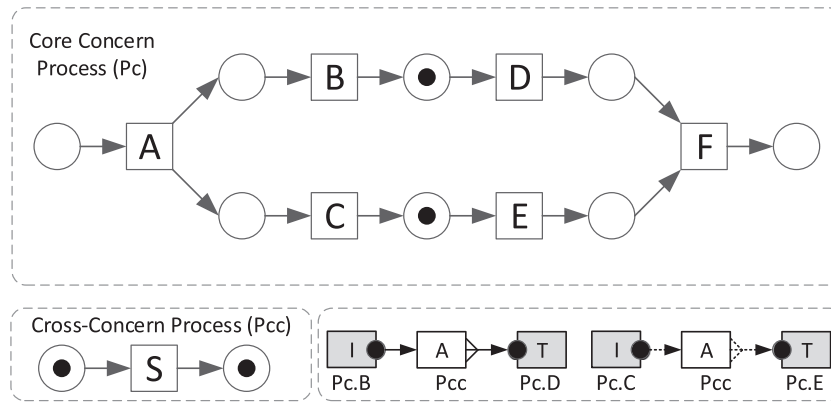 Core Concern
Process (Pc)
B
D
A
F
C
E
Cross-Concern Process (Pcc)
S
I
A
T
I
A
T
Pc.B
Pcc
Pc.D
Pc.C
Pcc
Pc.E